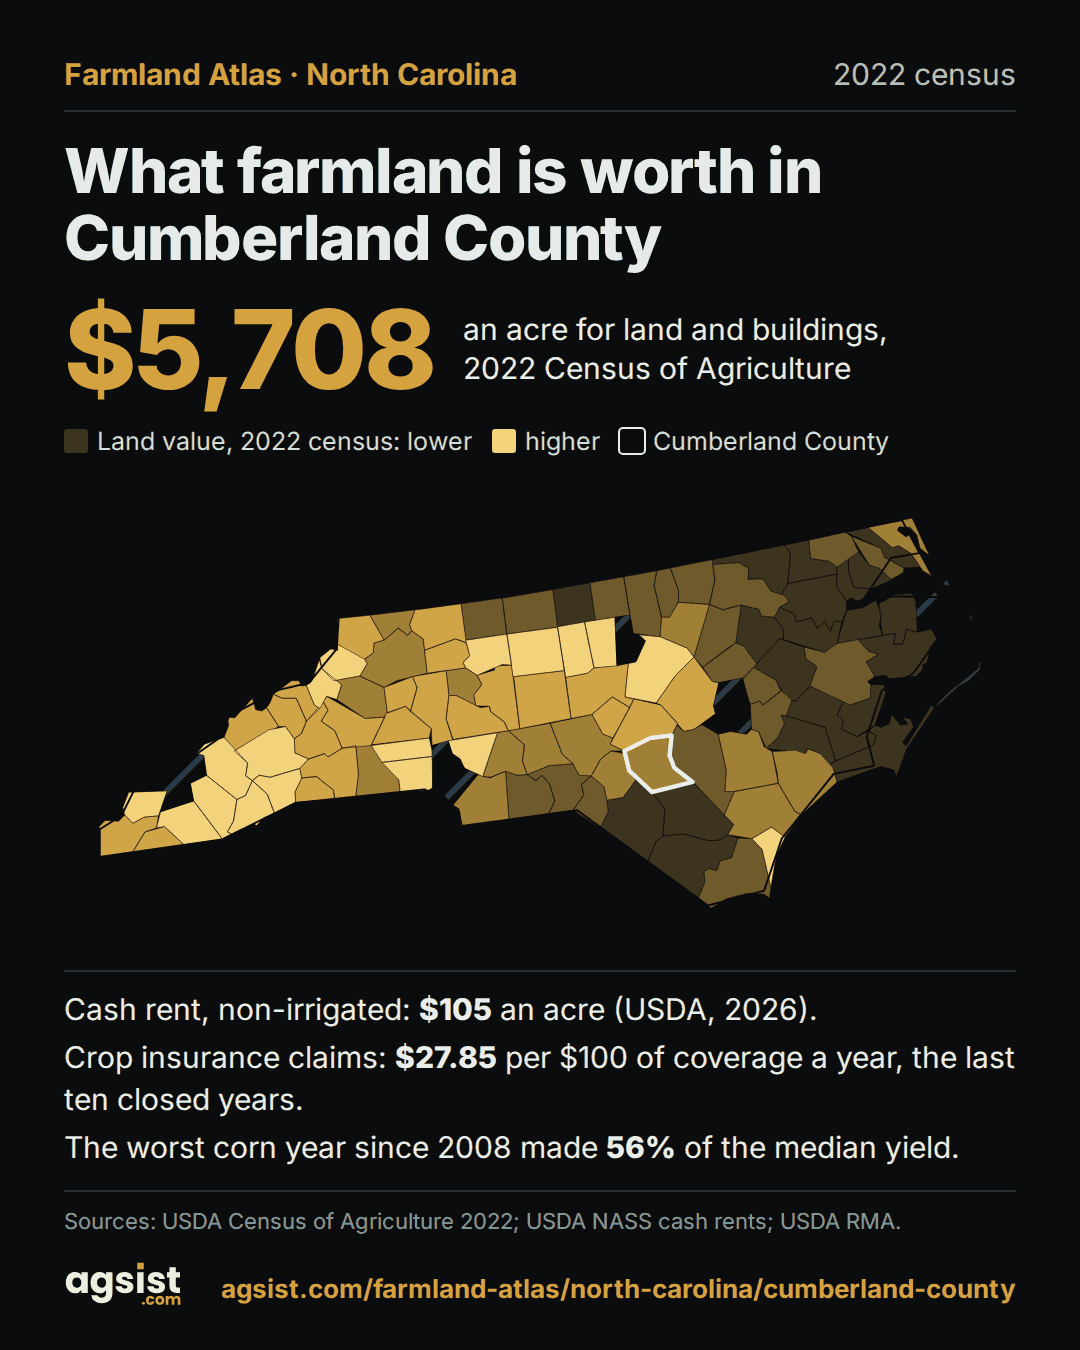 Farmland Atlas · North Carolina
2022 census
What farmland is worth in
Cumberland County
$5,708
an acre for land and buildings,
2022 Census of Agriculture
Land value, 2022 census: lower
higher
Cumberland County
Cash rent, non-irrigated: $105 an acre (USDA, 2026).
Crop insurance claims: $27.85 per $100 of coverage a year, the last
ten closed years.
The worst corn year since 2008 made 56% of the median yield.
Sources: USDA Census of Agriculture 2022; USDA NASS cash rents; USDA RMA.
agsist
.com
agsist.com/farmland-atlas/north-carolina/cumberland-county